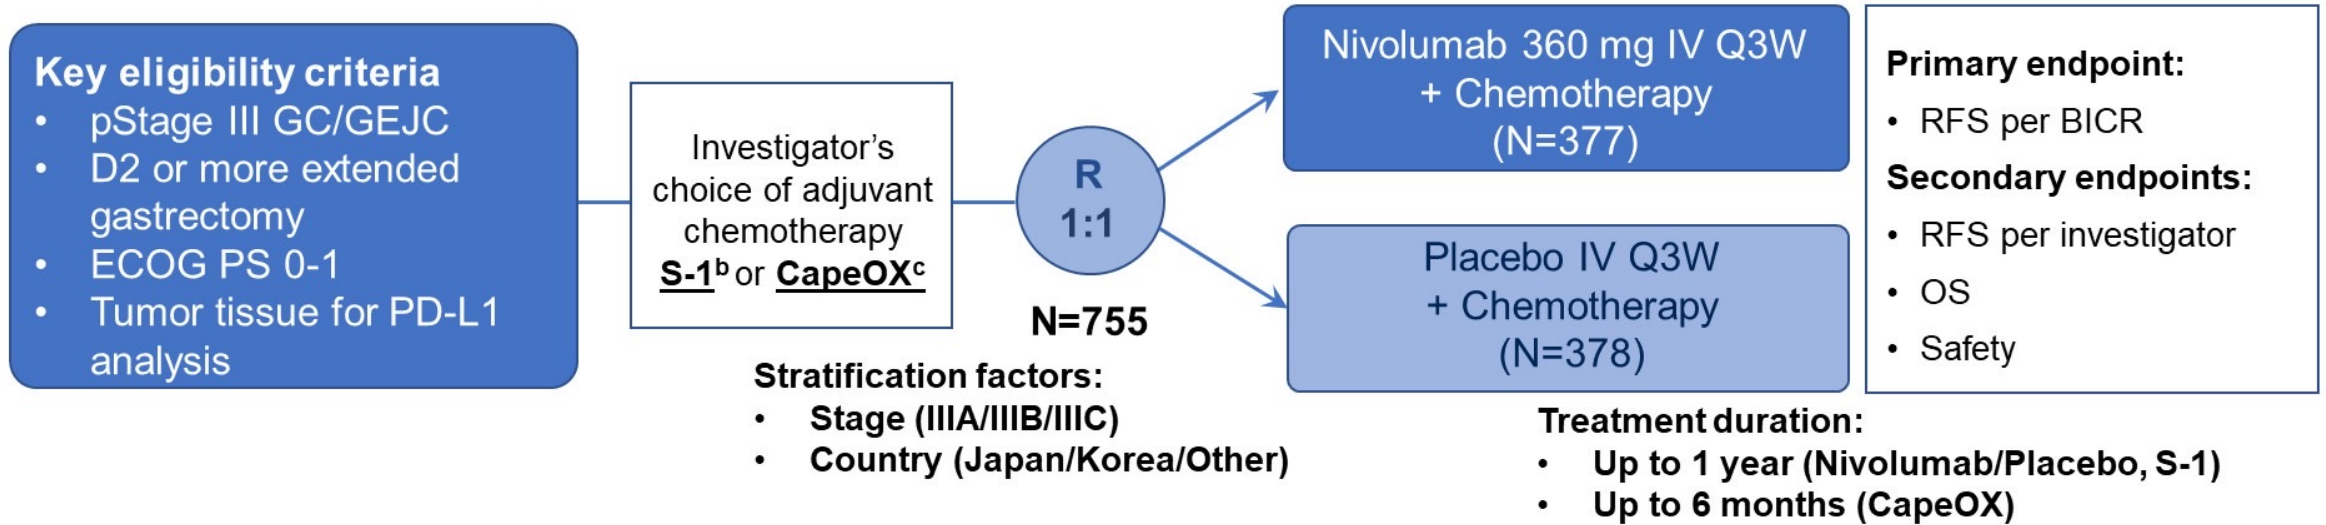 Key eligibility criteria
• pStage III GC/GEJC
• D2 or more extended
gastrectomy
• ECOG PS 0-1
• Tumor tissue for PD-L1
analysis
Investigator's
choice of adjuvant
chemotherapy
S-1ᵇ or CapeOXᶜ
R
1:1
N=755
Stratification factors:
• Stage (IIIA/IIIB/IIIC)
• Country (Japan/Korea/Other)
Nivolumab 360 mg IV Q3W
+ Chemotherapy
(N=377)
Placebo IV Q3W
+ Chemotherapy
(N=378)
Primary endpoint:
• RFS per BICR
Secondary endpoints:
• RFS per investigator
• OS
• Safety
Treatment duration:
• Up to 1 year (Nivolumab/Placebo, S-1)
• Up to 6 months (CapeOX)